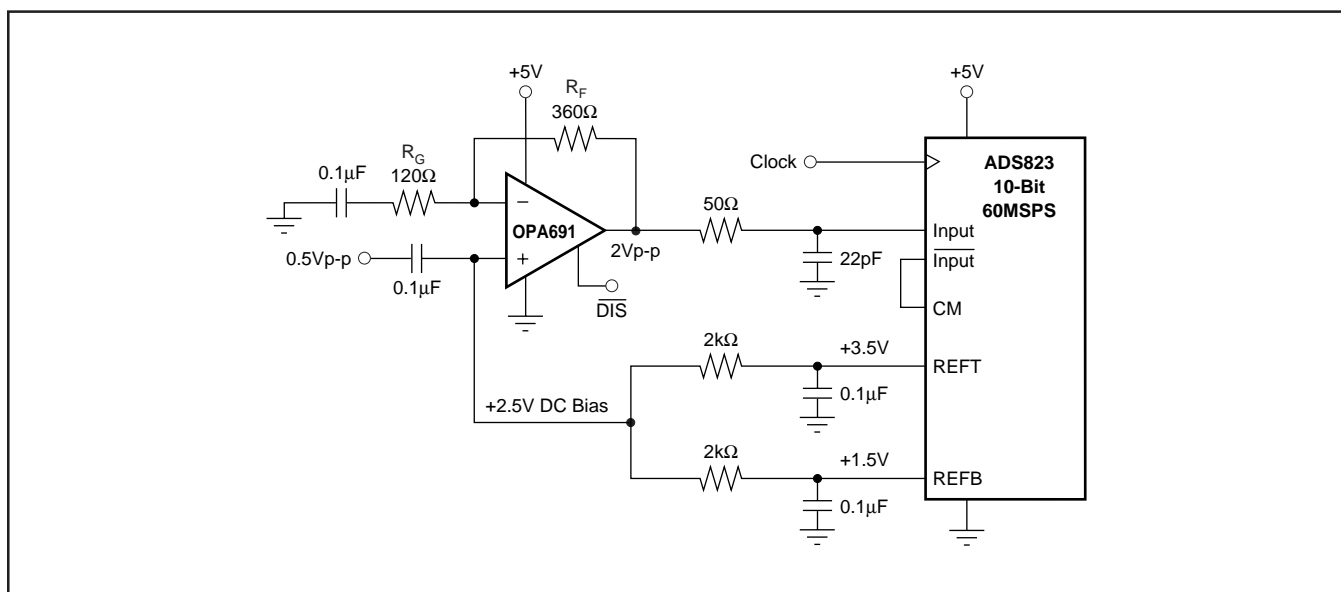 +5V
R_F
360Ω
+5V
R_G
120Ω
0.1µF
Clock
ADS823
10-Bit
60MSPS
−
OPA691
+
50Ω
2Vp-p
Input
I̅n̅p̅u̅t̅
22pF
0.5Vp-p
0.1µF
D̅I̅S̅
CM
2kΩ
+3.5V
REFT
0.1µF
+2.5V DC Bias
2kΩ
+1.5V
REFB
0.1µF